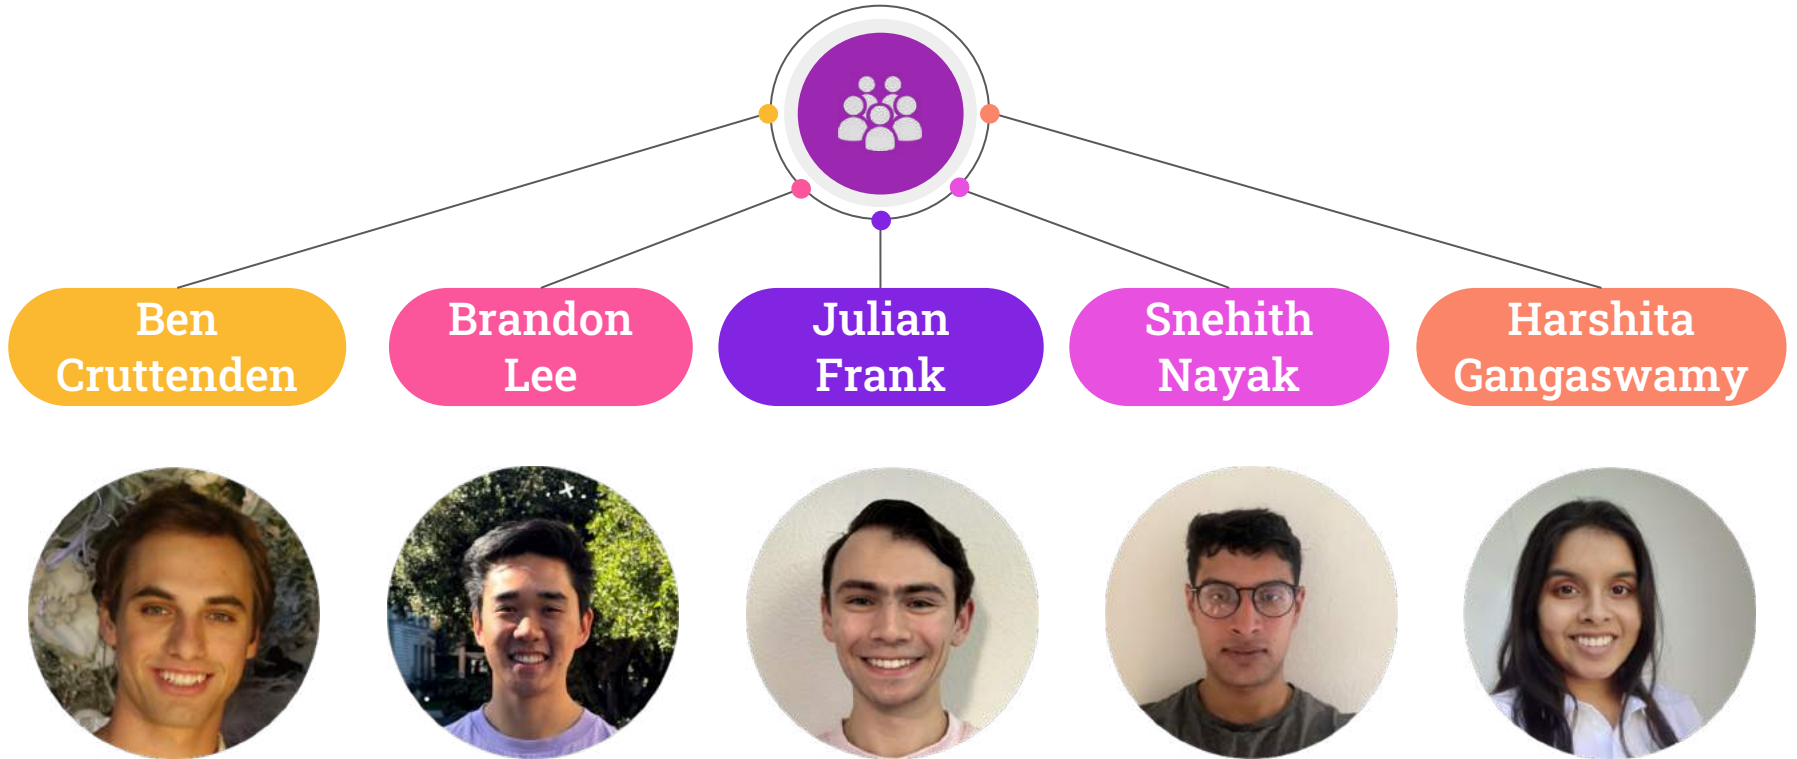 Ben
Cruttenden
Brandon
Lee
Julian
Frank
Snehith
Nayak
Harshita
Gangaswamy